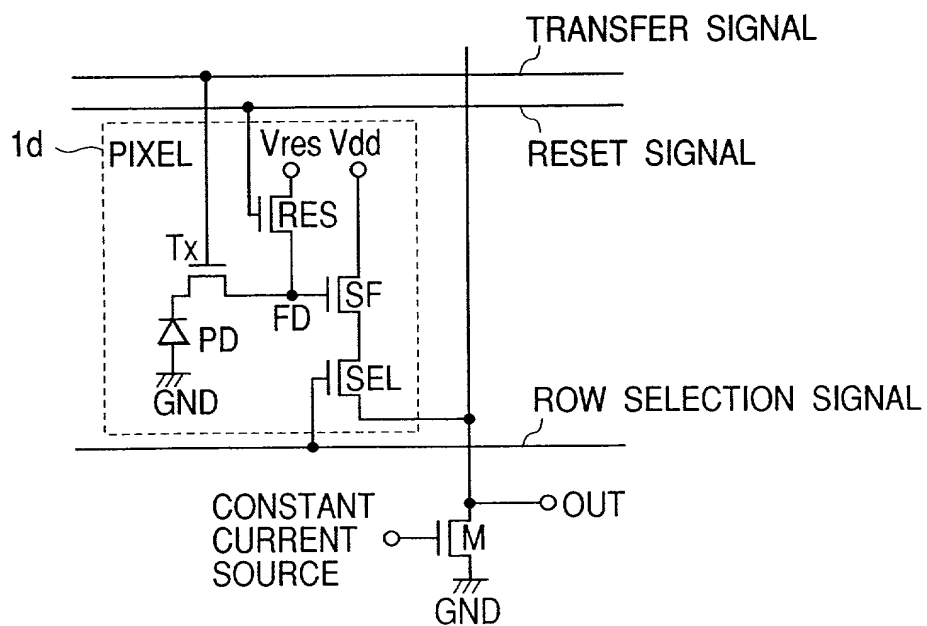 TRANSFER SIGNAL
RESET SIGNAL
1d
PIXEL
Vres Vdd
RES
Tx
FD
SF
PD
GND
SEL
ROW SELECTION SIGNAL
CONSTANT
CURRENT
SOURCE
OUT
M
GND